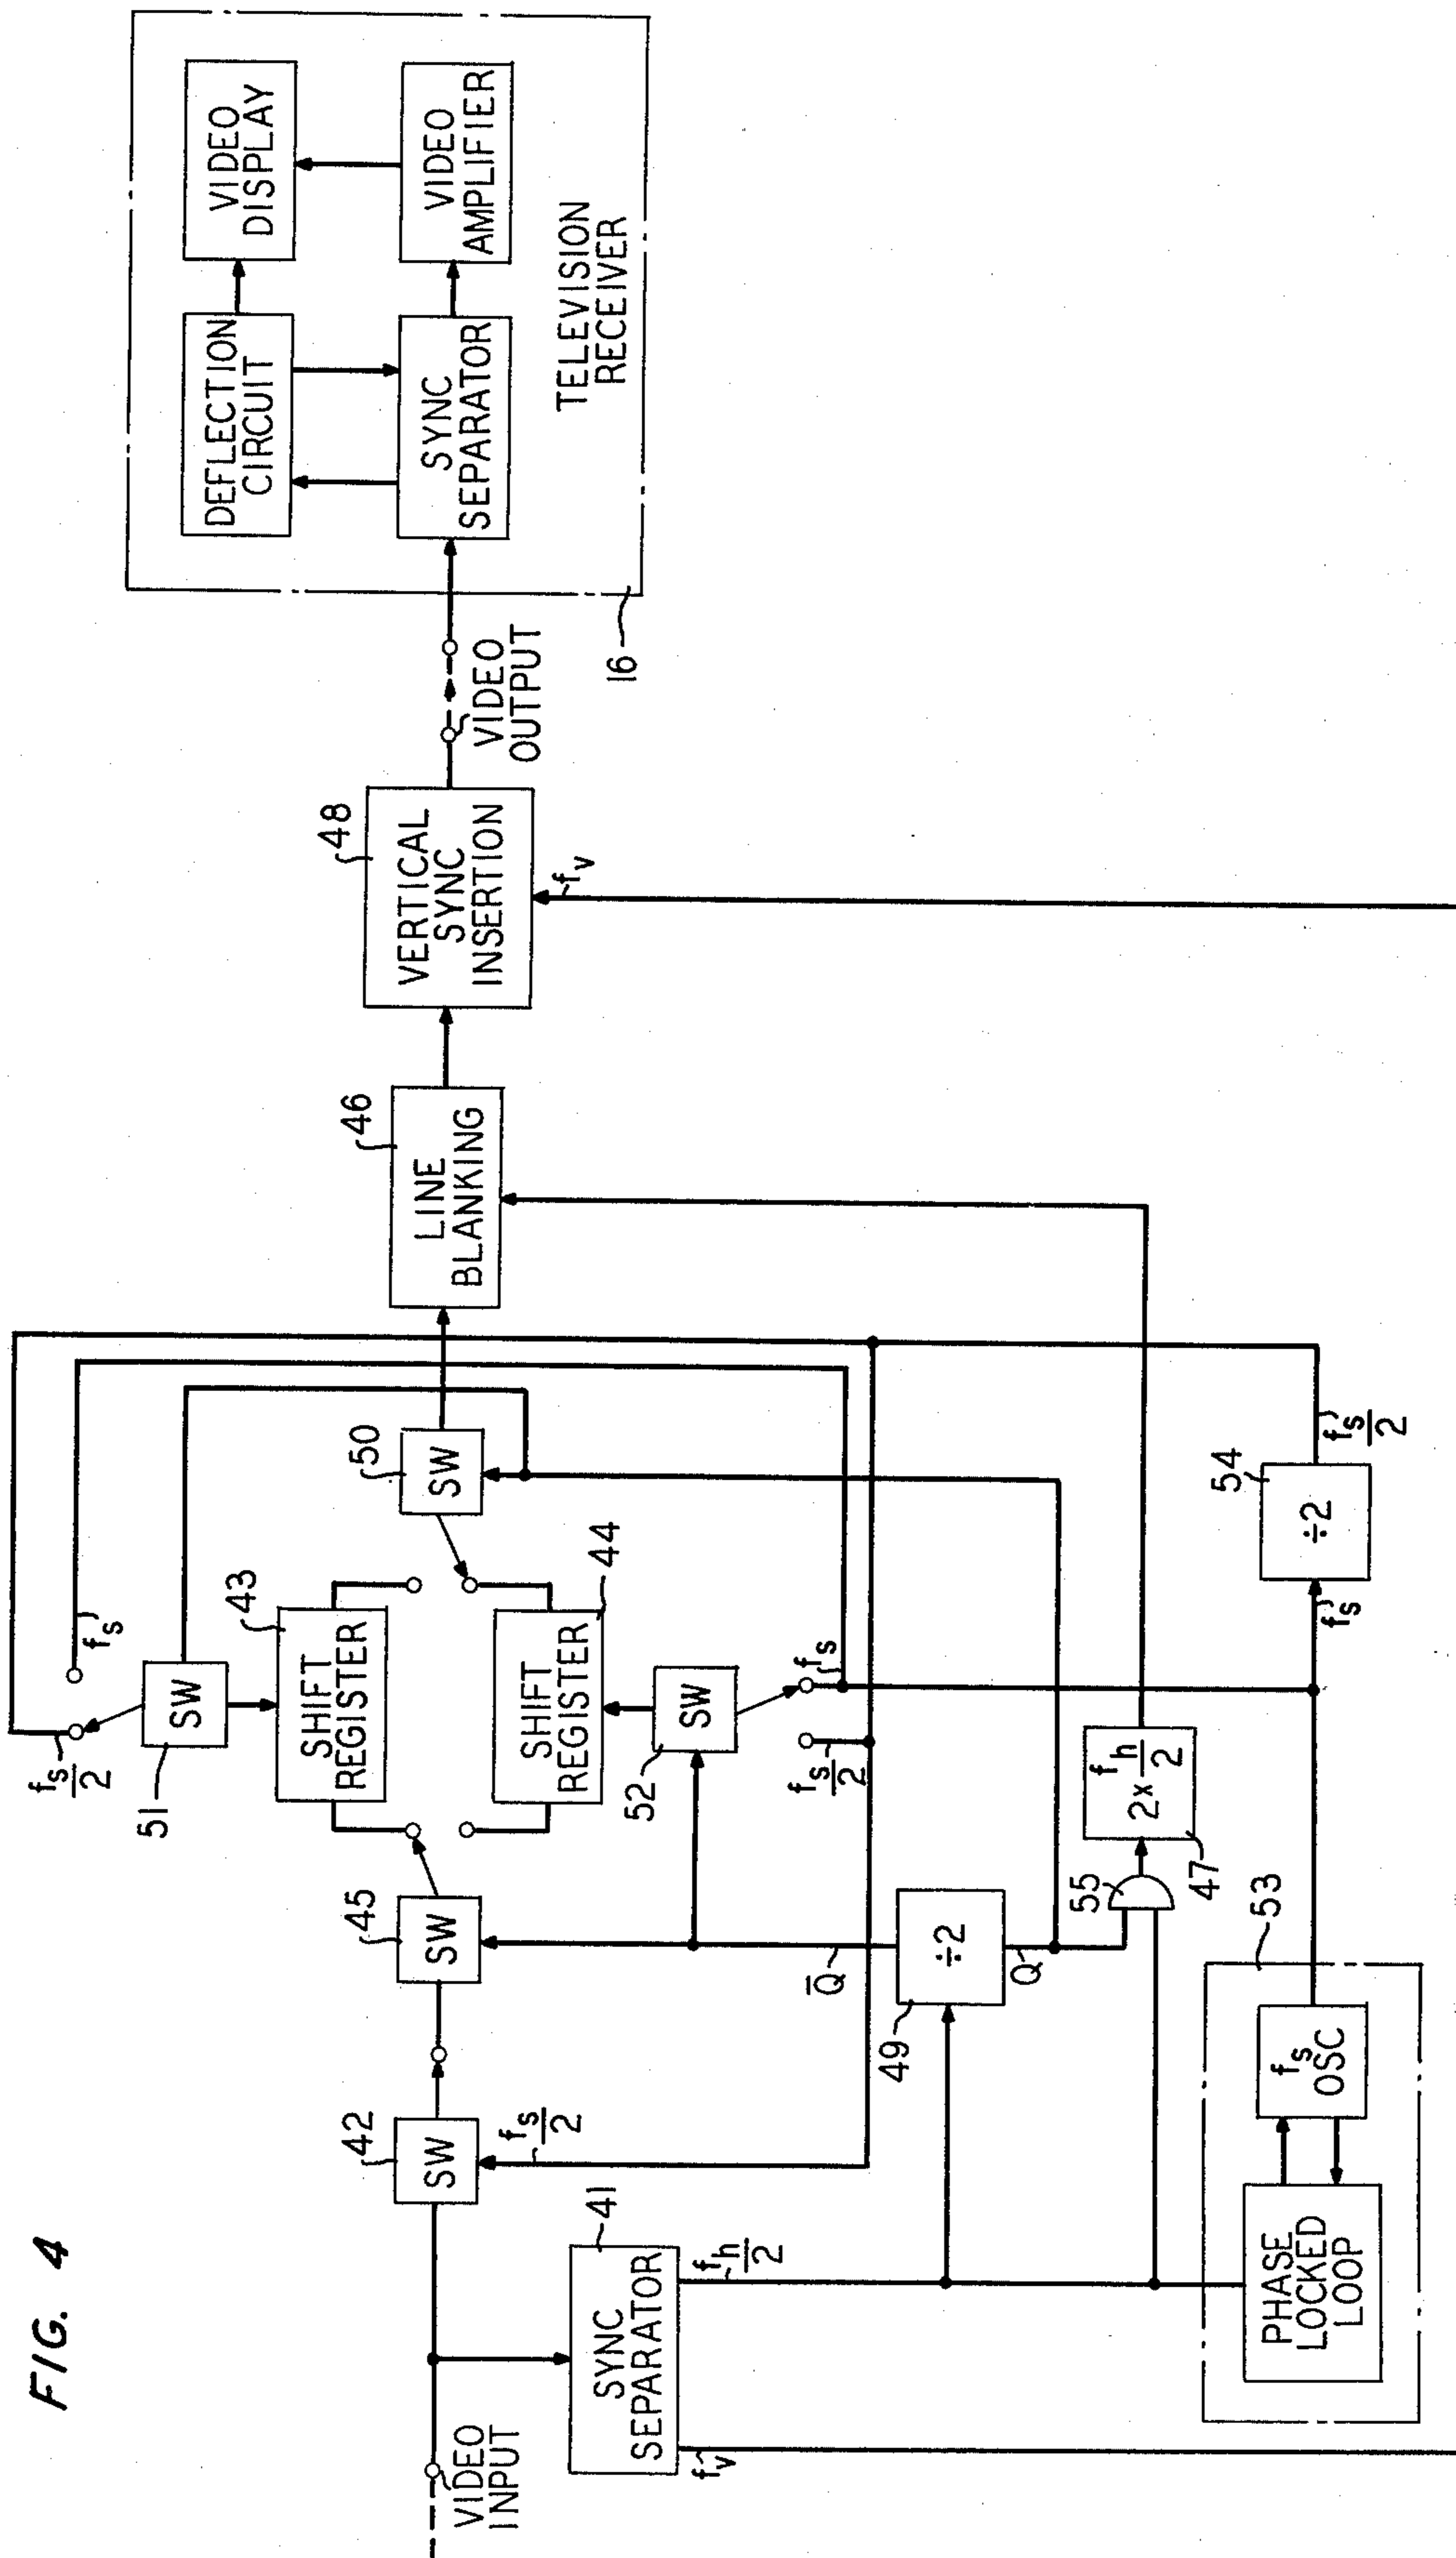 FIG. 4
VIDEO
INPUT
SYNC
SEPARATOR
41
fv
fh/2
SW
42
fs/2
SW
45
SHIFT
REGISTER
43
SHIFT
REGISTER
44
SW
51
fs/2
fs
SW
52
fs/2
fs
SW
50
÷2
49
Q̅
Q
55
2x fh/2
47
53
PHASE
LOCKED
LOOP
fs
OSC
fs
÷2
54
fs/2
LINE
BLANKING
46
VERTICAL
SYNC
INSERTION
48
fv
VIDEO
OUTPUT
16
TELEVISION
RECEIVER
SYNC
SEPARATOR
DEFLECTION
CIRCUIT
VIDEO
AMPLIFIER
VIDEO
DISPLAY